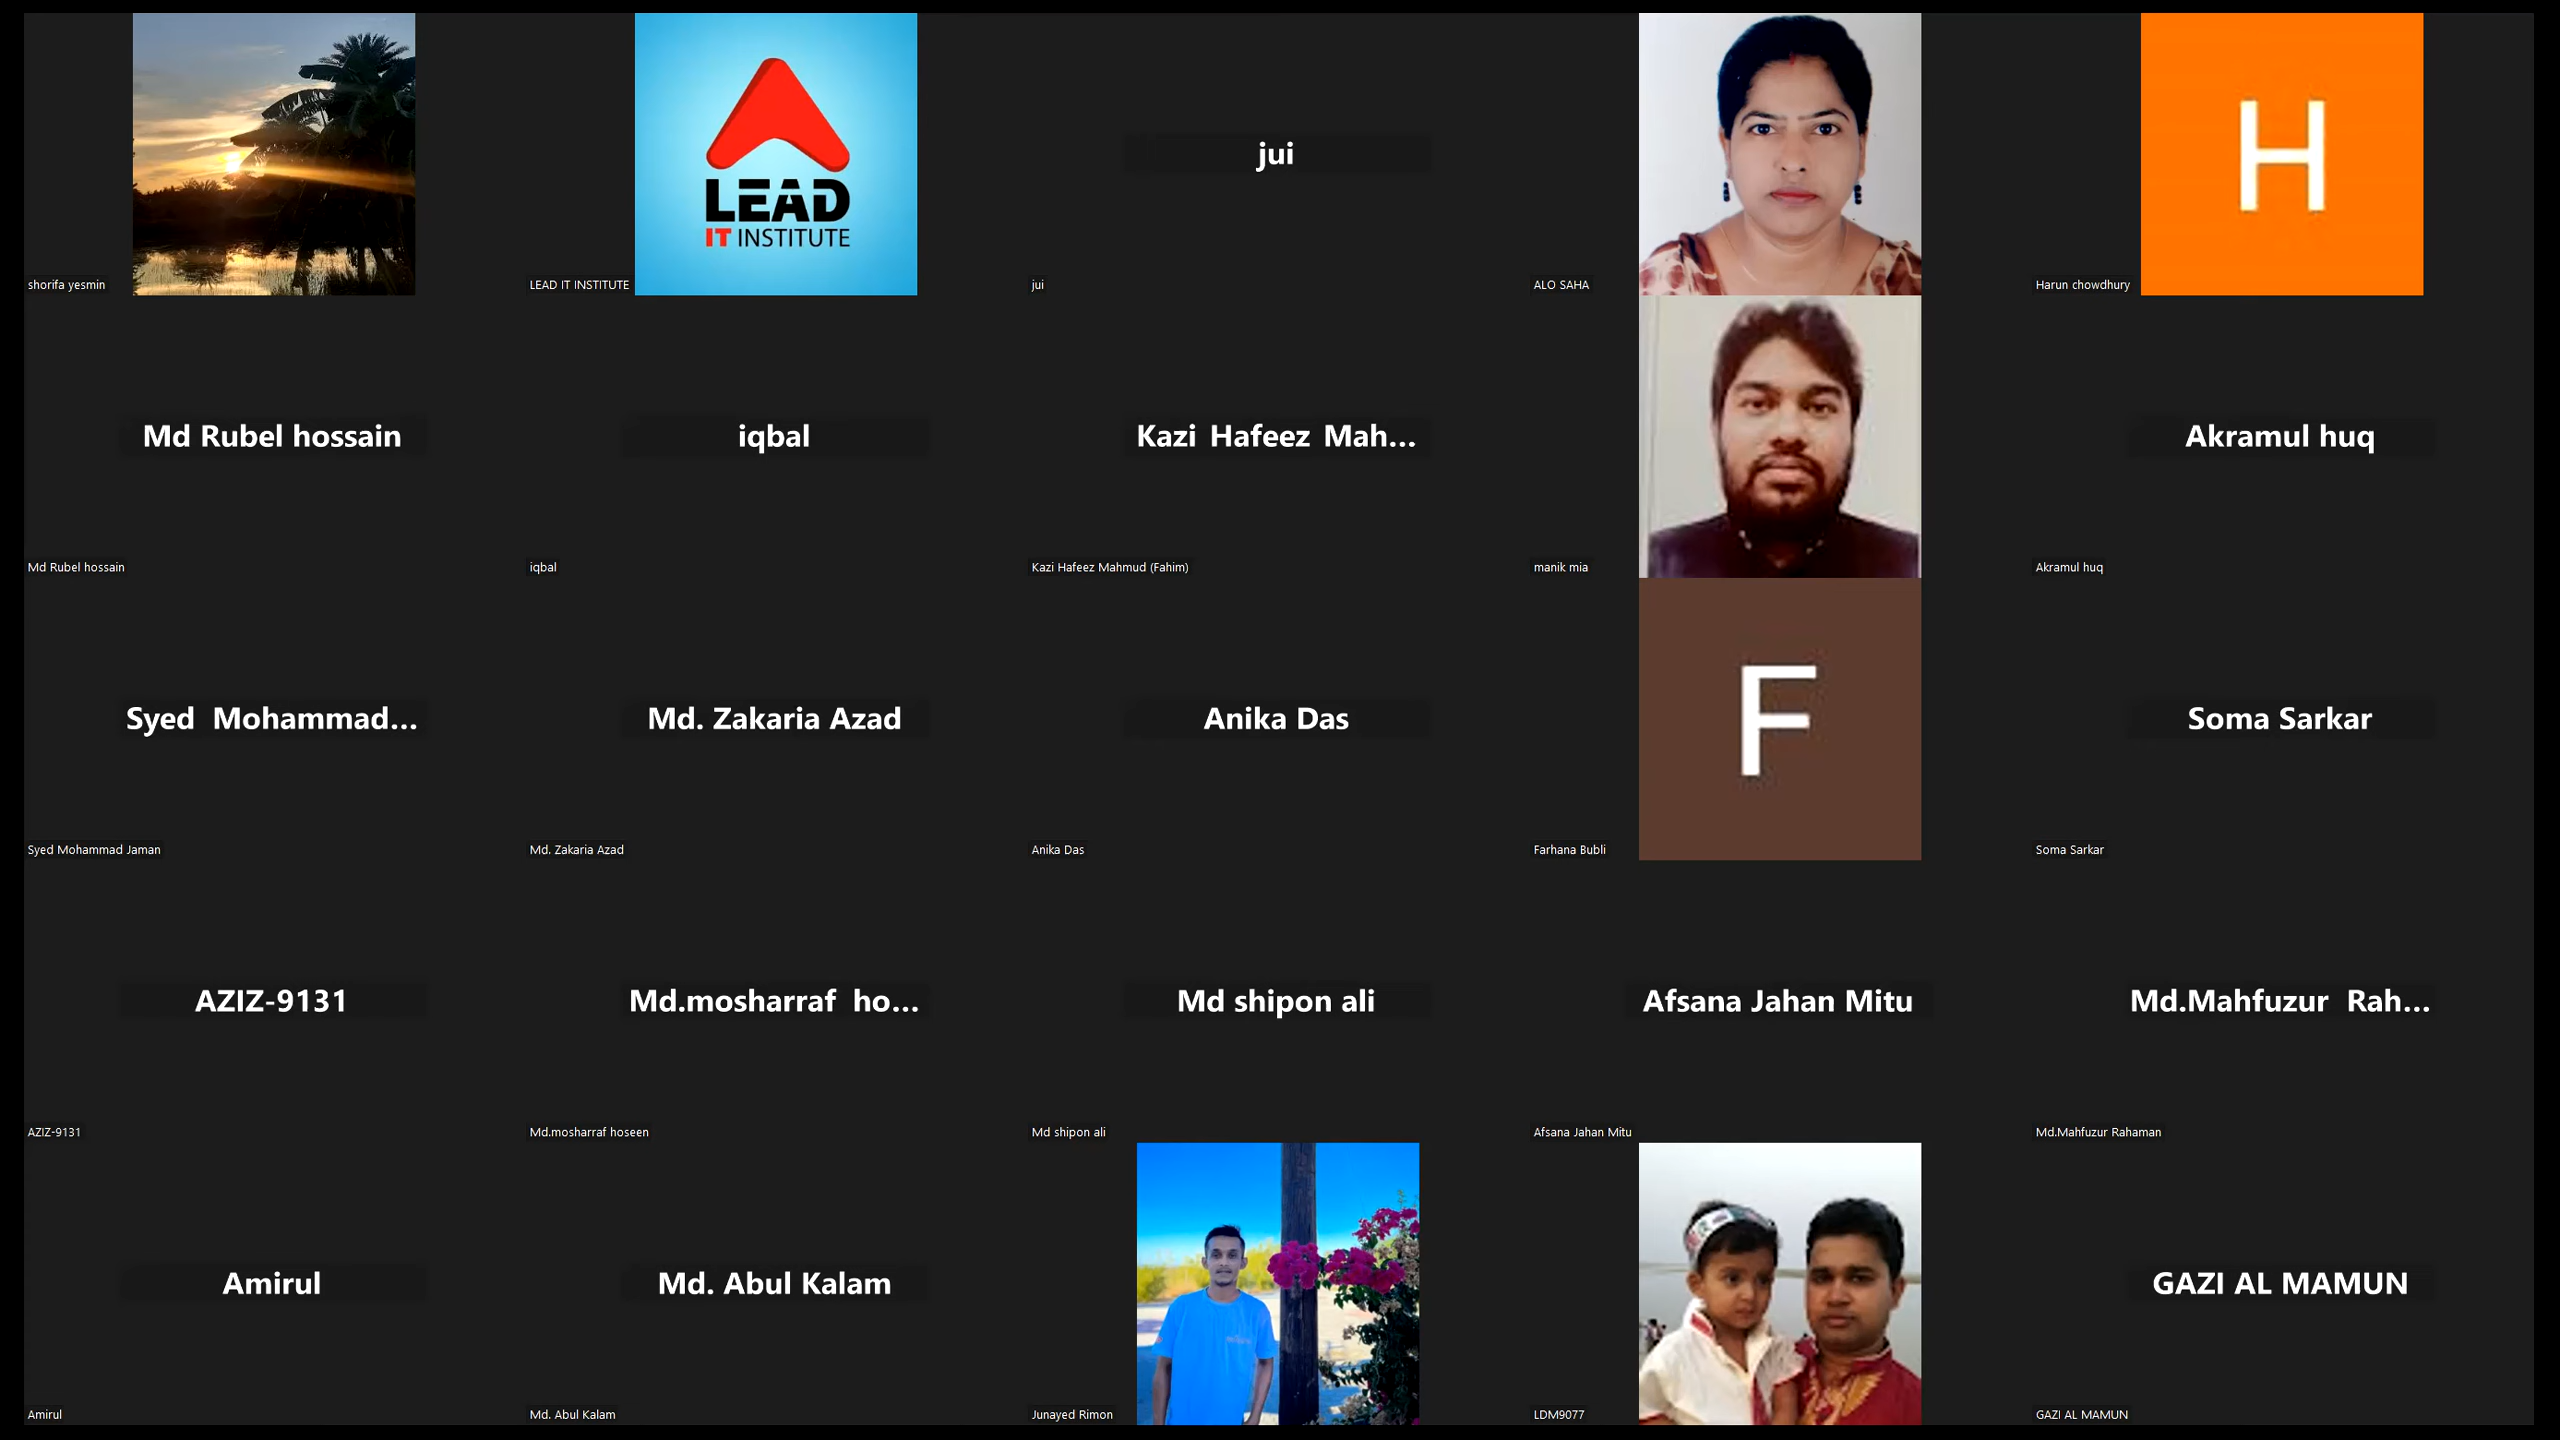 shorifa yesmin
LEAD
IT INSTITUTE
LEAD IT INSTITUTE
jui
jui
ALO SAHA
H
Harun chowdhury
Md Rubel hossain
Md Rubel hossain
iqbal
iqbal
Kazi Hafeez Mah...
Kazi Hafeez Mahmud (Fahim)
manik mia
Akramul huq
Akramul huq
Syed Mohammad...
Syed Mohammad Jaman
Md. Zakaria Azad
Md. Zakaria Azad
Anika Das
Anika Das
F
Farhana Bubli
Soma Sarkar
Soma Sarkar
AZIZ-9131
AZIZ-9131
Md.mosharraf ho...
Md.mosharraf hoseen
Md shipon ali
Md shipon ali
Afsana Jahan Mitu
Afsana Jahan Mitu
Md.Mahfuzur Rah...
Md.Mahfuzur Rahaman
Amirul
Amirul
Md. Abul Kalam
Md. Abul Kalam
Junayed Rimon
LDM9077
GAZI AL MAMUN
GAZI AL MAMUN